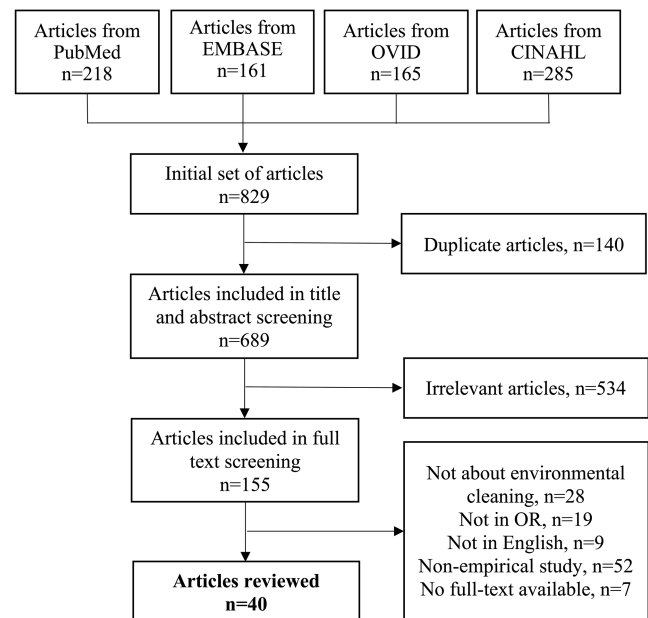 Articles from
PubMed
n=218
Articles from
EMBASE
n=161
Articles from
OVID
n=165
Articles from
CINAHL
n=285
Initial set of articles
n=829
Duplicate articles, n=140
Articles included in title
and abstract screening
n=689
Irrelevant articles, n=534
Articles included in full
text screening
n=155
Not about environmental
cleaning, n=28
Not in OR, n=19
Not in English, n=9
Non-empirical study, n=52
No full-text available, n=7
Articles reviewed
n=40